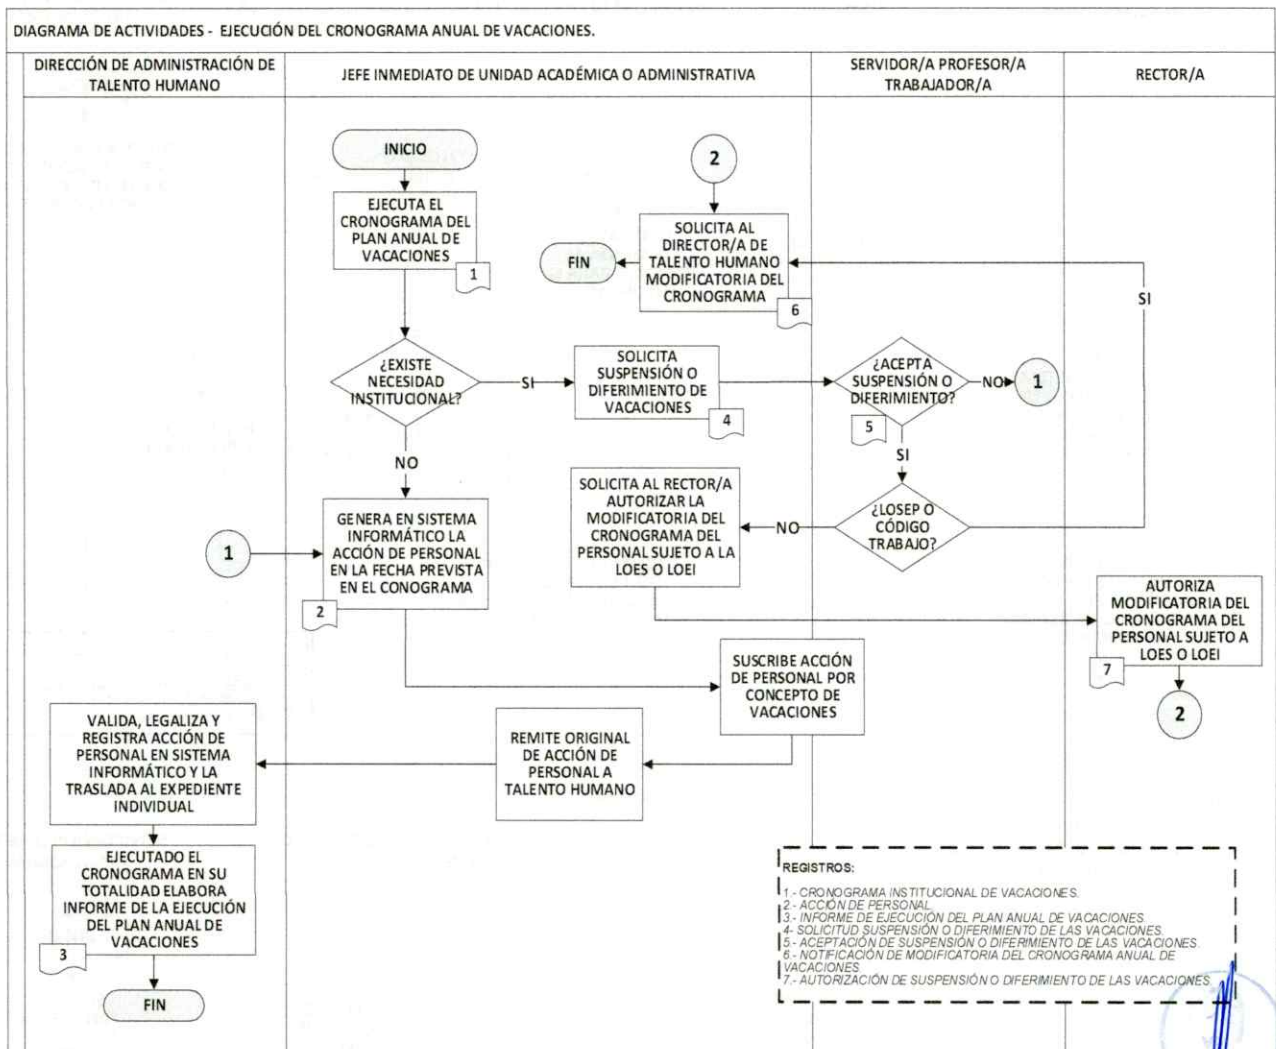 DIAGRAMA DE ACTIVIDADES - EJECUCIÓN DEL CRONOGRAMA ANUAL DE VACACIONES.
DIRECCIÓN DE ADMINISTRACIÓN DE
TALENTO HUMANO
JEFE INMEDIATO DE UNIDAD ACADÉMICA O ADMINISTRATIVA
SERVIDOR/A PROFESOR/A
TRABAJADOR/A
RECTOR/A
INICIO
EJECUTA EL
CRONOGRAMA DEL
PLAN ANUAL DE
VACACIONES
1
2
SOLICITA AL
DIRECTOR/A DE
TALENTO HUMANO
MODIFICATORIA DEL
CRONOGRAMA
6
FIN
SI
¿EXISTE
NECESIDAD
INSTITUCIONAL?
SI
SOLICITA
SUSPENSIÓN O
DIFERIMIENTO DE
VACACIONES
4
¿ACEPTA
SUSPENSIÓN O
DIFERIMIENTO?
5
NO
1
SI
NO
SOLICITA AL RECTOR/A
AUTORIZAR LA
MODIFICATORIA DEL
CRONOGRAMA DEL
PERSONAL SUJETO A LA
LOES O LOEI
NO
¿LOSEP O
CÓDIGO
TRABAJO?
1
GENERA EN SISTEMA
INFORMÁTICO LA
ACCIÓN DE PERSONAL
EN LA FECHA PREVISTA
EN EL CONOGRAMA
2
AUTORIZA
MODIFICATORIA DEL
CRONOGRAMA DEL
PERSONAL SUJETO A
LOES O LOEI
7
2
SUSCRIBE ACCIÓN
DE PERSONAL POR
CONCEPTO DE
VACACIONES
REMITE ORIGINAL
DE ACCIÓN DE
PERSONAL A
TALENTO HUMANO
VALIDA, LEGALIZA Y
REGISTRA ACCIÓN DE
PERSONAL EN SISTEMA
INFORMÁTICO Y LA
TRASLADA AL EXPEDIENTE
INDIVIDUAL
EJECUTADO EL
CRONOGRAMA EN SU
TOTALIDAD ELABORA
INFORME DE LA EJECUCIÓN
DEL PLAN ANUAL DE
VACACIONES
3
FIN
REGISTROS:
1.- CRONOGRAMA INSTITUCIONAL DE VACACIONES.
2.- ACCIÓN DE PERSONAL
3.- INFORME DE EJECUCIÓN DEL PLAN ANUAL DE VACACIONES.
4- SOLICITUD SUSPENSIÓN O DIFERIMIENTO DE LAS VACACIONES.
5.- ACEPTACIÓN DE SUSPENSIÓN O DIFERIMIENTO DE LAS VACACIONES.
6.- NOTIFICACIÓN DE MODIFICATORIA DEL CRONOGRAMA ANUAL DE
VACACIONES
7.- AUTORIZACIÓN DE SUSPENSIÓN O DIFERIMIENTO DE LAS VACACIONES.